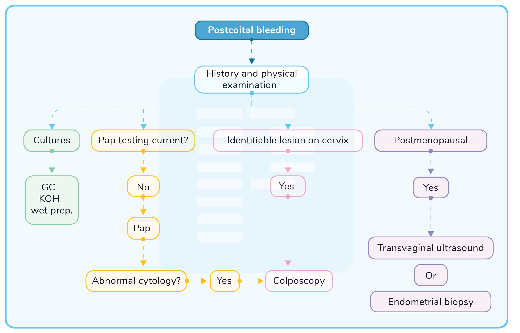 Postcoital bleeding
History and physical
examination
Cultures
Pap testing current?
Identifiable lesion on cervix
Postmenopausal
GC
KOH
wet prep.
No
Yes
Yes
Pap
Transvaginal ultrasound
Abnormal cytology?
Yes
Colposcopy
Or
Endometrial biopsy